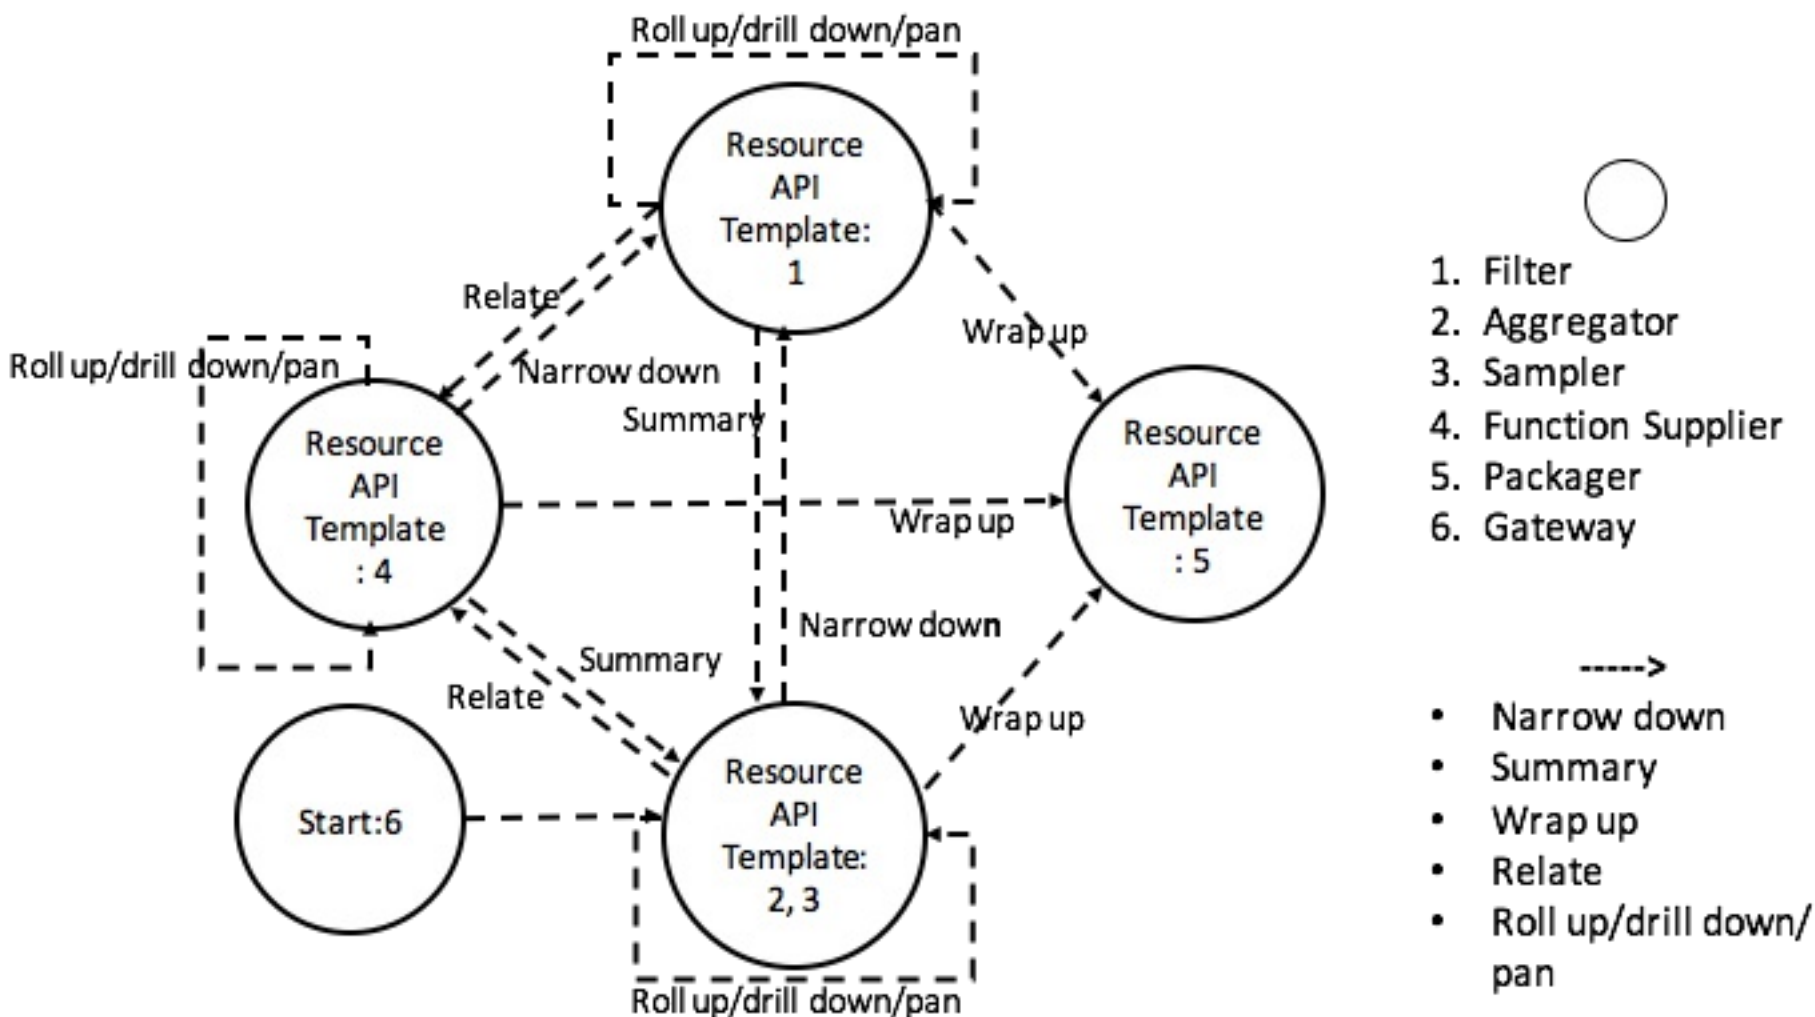 Roll up/drill down/pan
Resource
API
Template:
1
Relate
Narrow down
Wrap up
Roll up/drill down/pan
Summary
Resource
API
Template
: 4
Resource
API
Template
: 5
Wrap up
Narrow down
Summary
Relate
Wrap up
Start:6
Resource
API
Template:
2, 3
Roll up/drill down/pan
1. Filter
2. Aggregator
3. Sampler
4. Function Supplier
5. Packager
6. Gateway
• Narrow down
• Summary
• Wrap up
• Relate
• Roll up/drill down/
pan